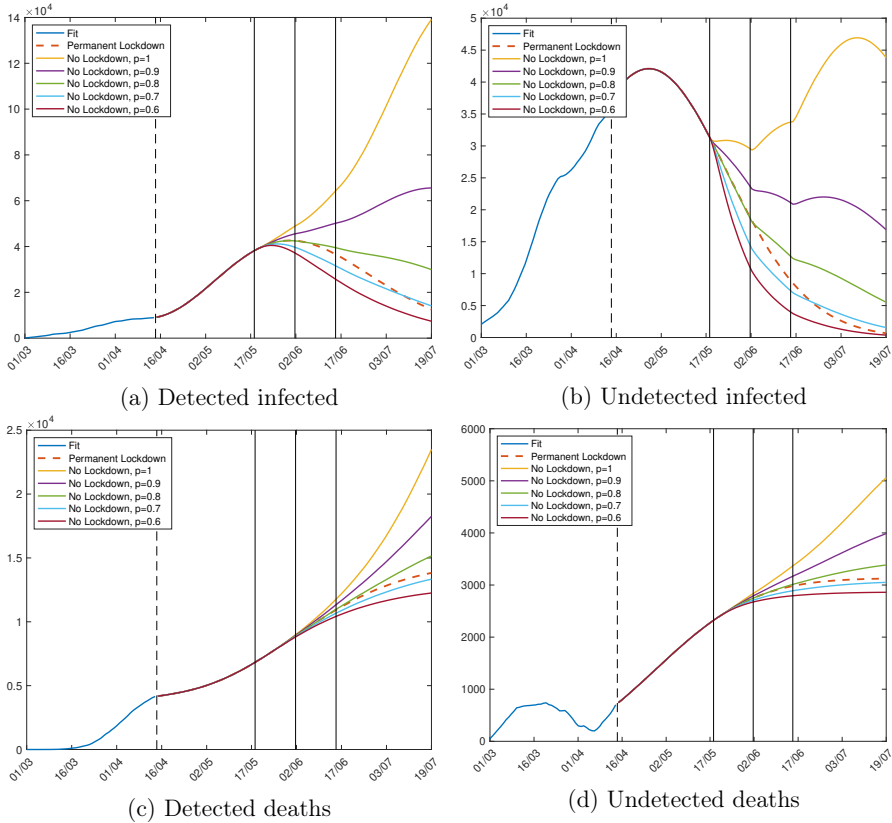 14 ×10⁴
12
10
8
6
4
2
0
01/03 16/03 01/04 16/04 02/05 17/05 02/06 17/06 03/07 19/07
Fit
Permanent Lockdown
No Lockdown, p=1
No Lockdown, p=0.9
No Lockdown, p=0.8
No Lockdown, p=0.7
No Lockdown, p=0.6
(a) Detected infected
5 ×10⁴
4.5
4
3.5
3
2.5
2
1.5
1
0.5
0
01/03 16/03 01/04 16/04 02/05 17/05 02/06 17/06 03/07 19/07
Fit
Permanent Lockdown
No Lockdown, p=1
No Lockdown, p=0.9
No Lockdown, p=0.8
No Lockdown, p=0.7
No Lockdown, p=0.6
(b) Undetected infected
2.5 ×10⁴
2
1.5
1
0.5
0
01/03 16/03 01/04 16/04 02/05 17/05 02/06 17/06 03/07 19/07
Fit
Permanent Lockdown
No Lockdown, p=1
No Lockdown, p=0.9
No Lockdown, p=0.8
No Lockdown, p=0.7
No Lockdown, p=0.6
(c) Detected deaths
6000
5000
4000
3000
2000
1000
0
01/03 16/03 01/04 16/04 02/05 17/05 02/06 17/06 03/07 19/07
Fit
Permanent Lockdown
No Lockdown, p=1
No Lockdown, p=0.9
No Lockdown, p=0.8
No Lockdown, p=0.7
No Lockdown, p=0.6
(d) Undetected deaths